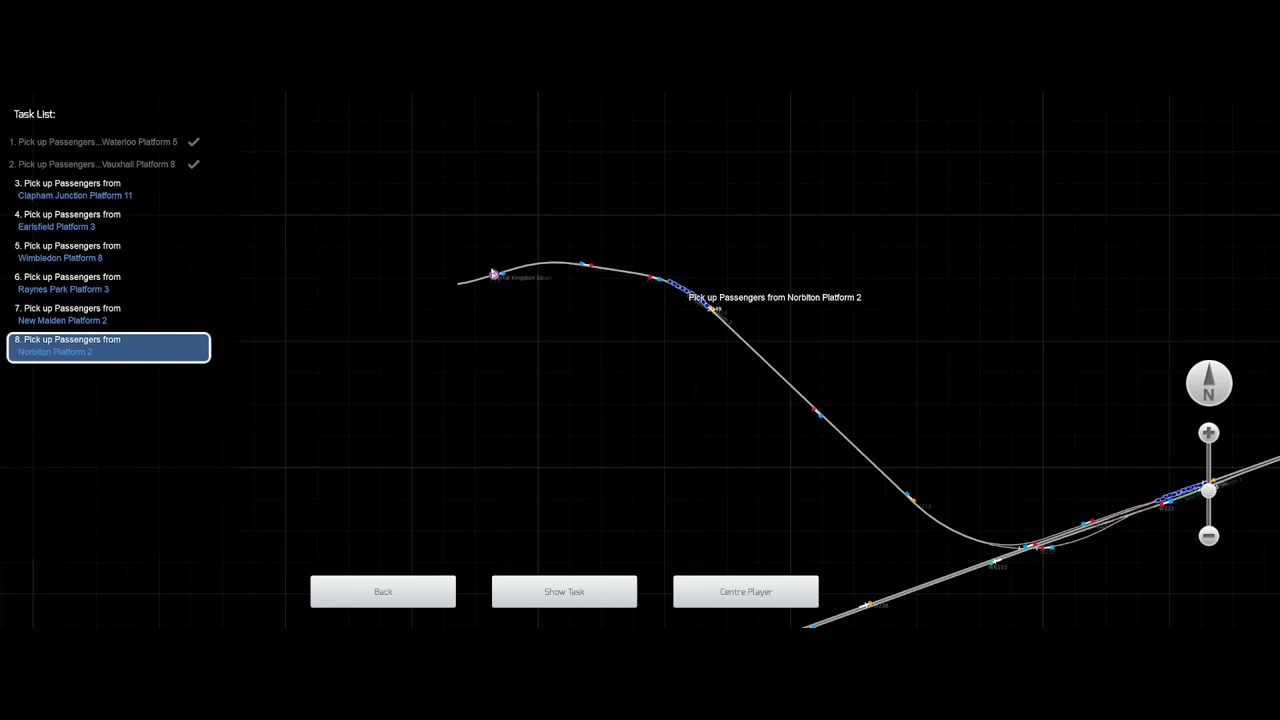 Task List:
1. Pick up Passengers...Waterloo Platform 5
2. Pick up Passengers...Vauxhall Platform 8
3. Pick up Passengers from
Clapham Junction Platform 11
4. Pick up Passengers from
Earlsfield Platform 3
5. Pick up Passengers from
Wimbledon Platform 8
6. Pick up Passengers from
Raynes Park Platform 3
7. Pick up Passengers from
New Malden Platform 2
8. Pick up Passengers from
Norbiton Platform 2
Kingston
Pick up Passengers from Norbiton Platform 2
N
Back
Show Task
Centre Player